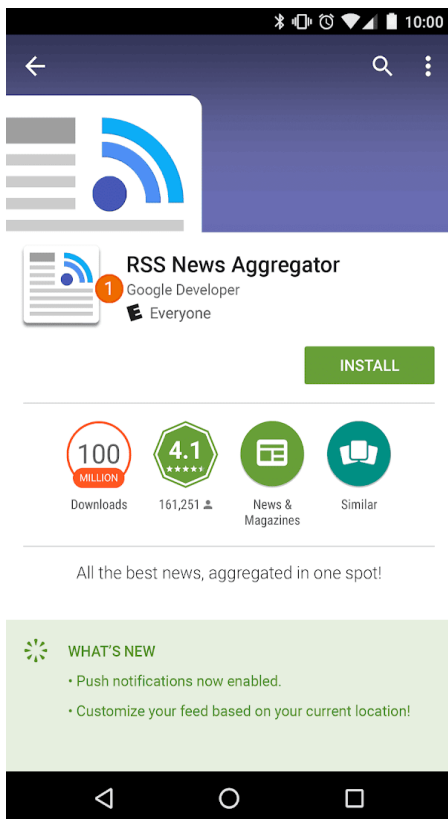 10:00
RSS News Aggregator
1
Google Developer
E Everyone
INSTALL
100
MILLION
Downloads
4.1
161,251
News &
Magazines
Similar
All the best news, aggregated in one spot!
WHAT'S NEW
• Push notifications now enabled.
• Customize your feed based on your current location!